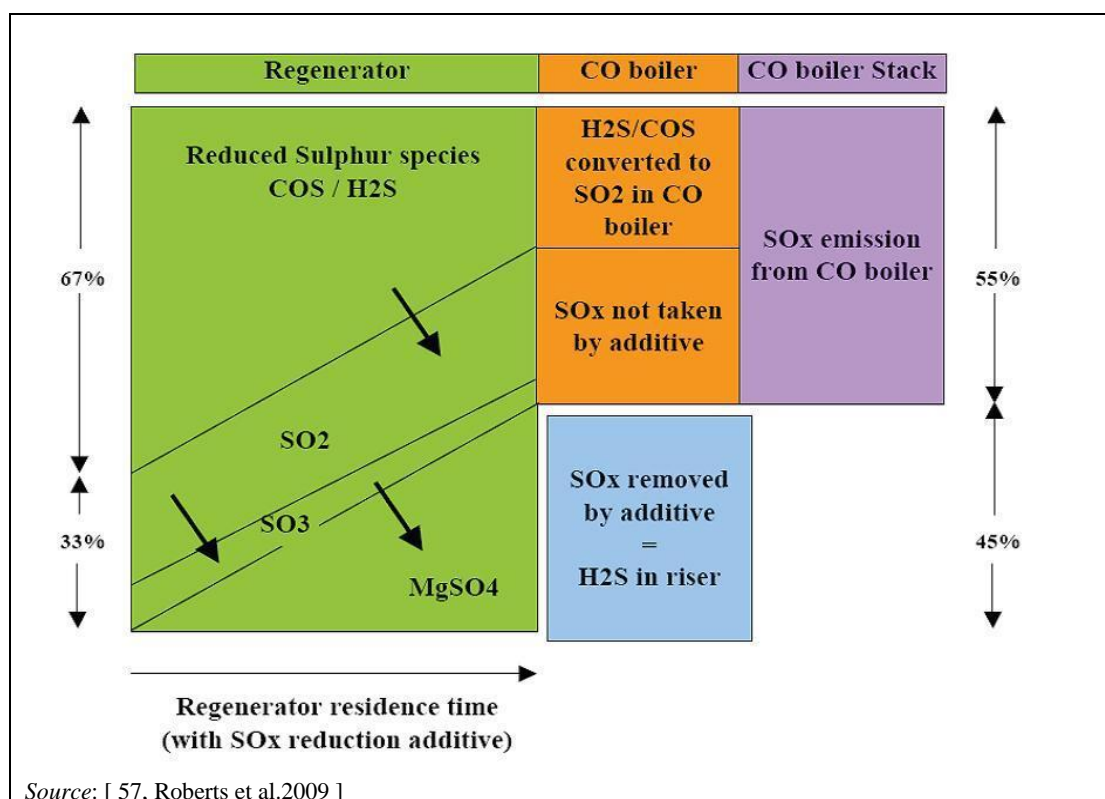 Regenerator
CO boiler
CO boiler Stack
Reduced Sulphur species
COS / H2S
H2S/COS
converted to
SO2 in CO
boiler
SOx emission
from CO boiler
67%
55%
SOx not taken
by additive
SO2
SO3
MgSO4
33%
SOx removed
by additive
=
H2S in riser
45%
Regenerator residence time
(with SOx reduction additive)
Source: [ 57, Roberts et al.2009 ]